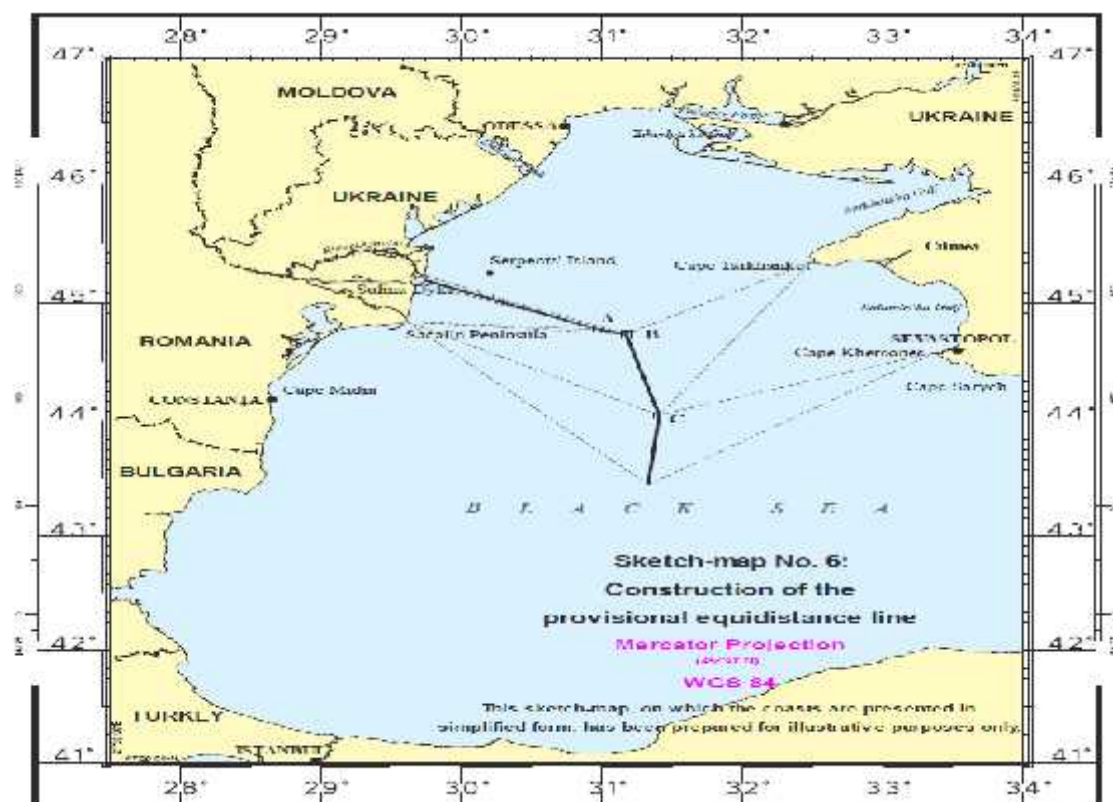 28° 29° 30° 31° 32° 33° 34°
47° 47°
MOLDOVA
ODESSA
UKRAINE
46° 46°
UKRAINE
Crimea
Serpents' Island
Cape Tarkhankut
Sulina Dyke
45° 45°
A
B
Sacalin Peninsula
ROMANIA
SEVASTOPOL
Cape Khersones
Cape Sarych
CONSTANTA
Cape Midia
44° 44°
C
BULGARIA
BLACK SEA
43° 43°
Sketch-map No. 6:
Construction of the
provisional equidistance line
Mercator Projection
WGS 84
42° 42°
This sketch-map, on which the coasts are presented in
simplified form, has been prepared for illustrative purposes only.
TURKEY
ISTANBUL
41° 41°
28° 29° 30° 31° 32° 33° 34°